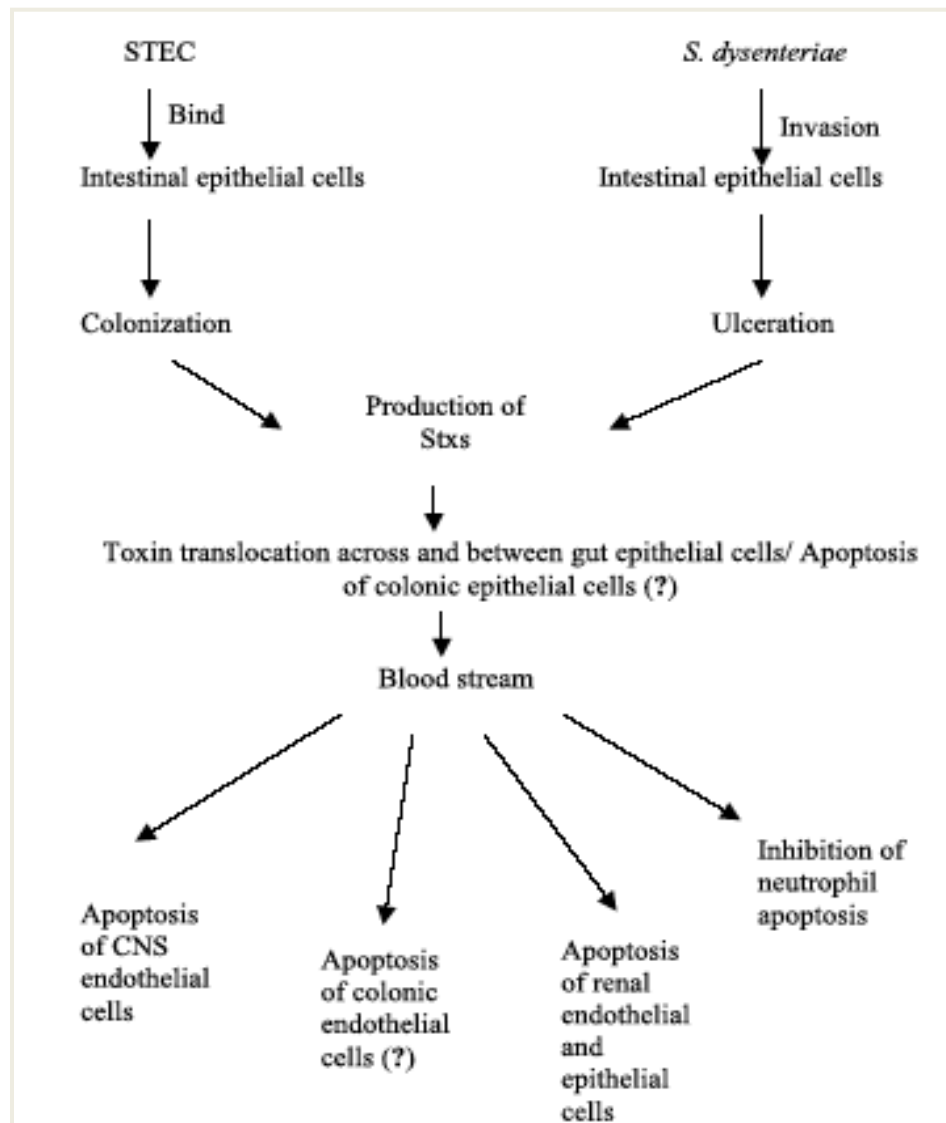 STEC
S. dysenteriae
Bind
Invasion
Intestinal epithelial cells
Intestinal epithelial cells
Colonization
Ulceration
Production of
Stxs
Toxin translocation across and between gut epithelial cells/ Apoptosis
of colonic epithelial cells (?)
Blood stream
Apoptosis
of CNS
endothelial
cells
Apoptosis
of colonic
endothelial
cells (?)
Apoptosis
of renal
endothelial
and
epithelial
cells
Inhibition of
neutrophil
apoptosis